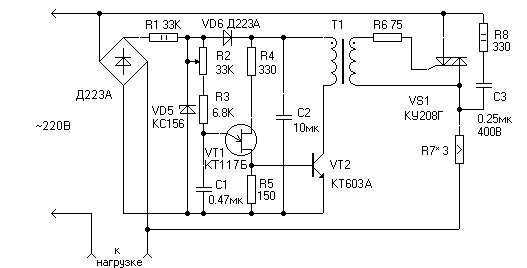 R1 33K
VD6 Д223А
T1
R6 75
R8
330
R2
33K
R4
330
Д223А
R3
6.8K
C2
10мк
C3
0.25мк
400В
VS1
КУ208Г
~220В
VD5
КС156
VT1
КТ117Б
R7* 3
VT2
КТ603А
C1
0.47мк
R5
150
к
нагрузке